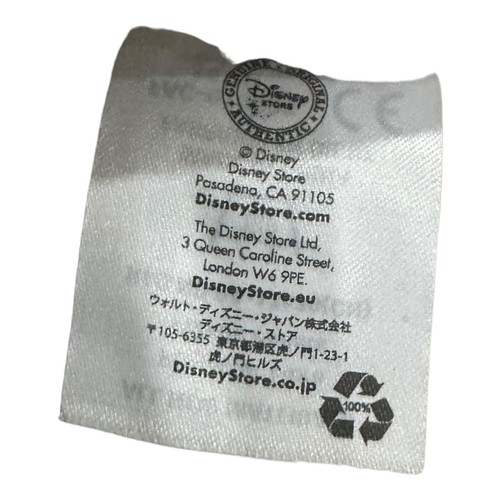 GENUINE ORIGINAL
Disney
STORE
AUTHENTIC
© Disney
Disney Store
Pasadena, CA 91105
DisneyStore.com
The Disney Store Ltd,
3 Queen Caroline Street,
London W6 9PE.
DisneyStore.eu
ウォルト・ディズニー・ジャパン株式会社
ディズニー・ストア
〒105-6355 東京都港区虎ノ門1-23-1
虎ノ門ヒルズ
DisneyStore.co.jp
100%